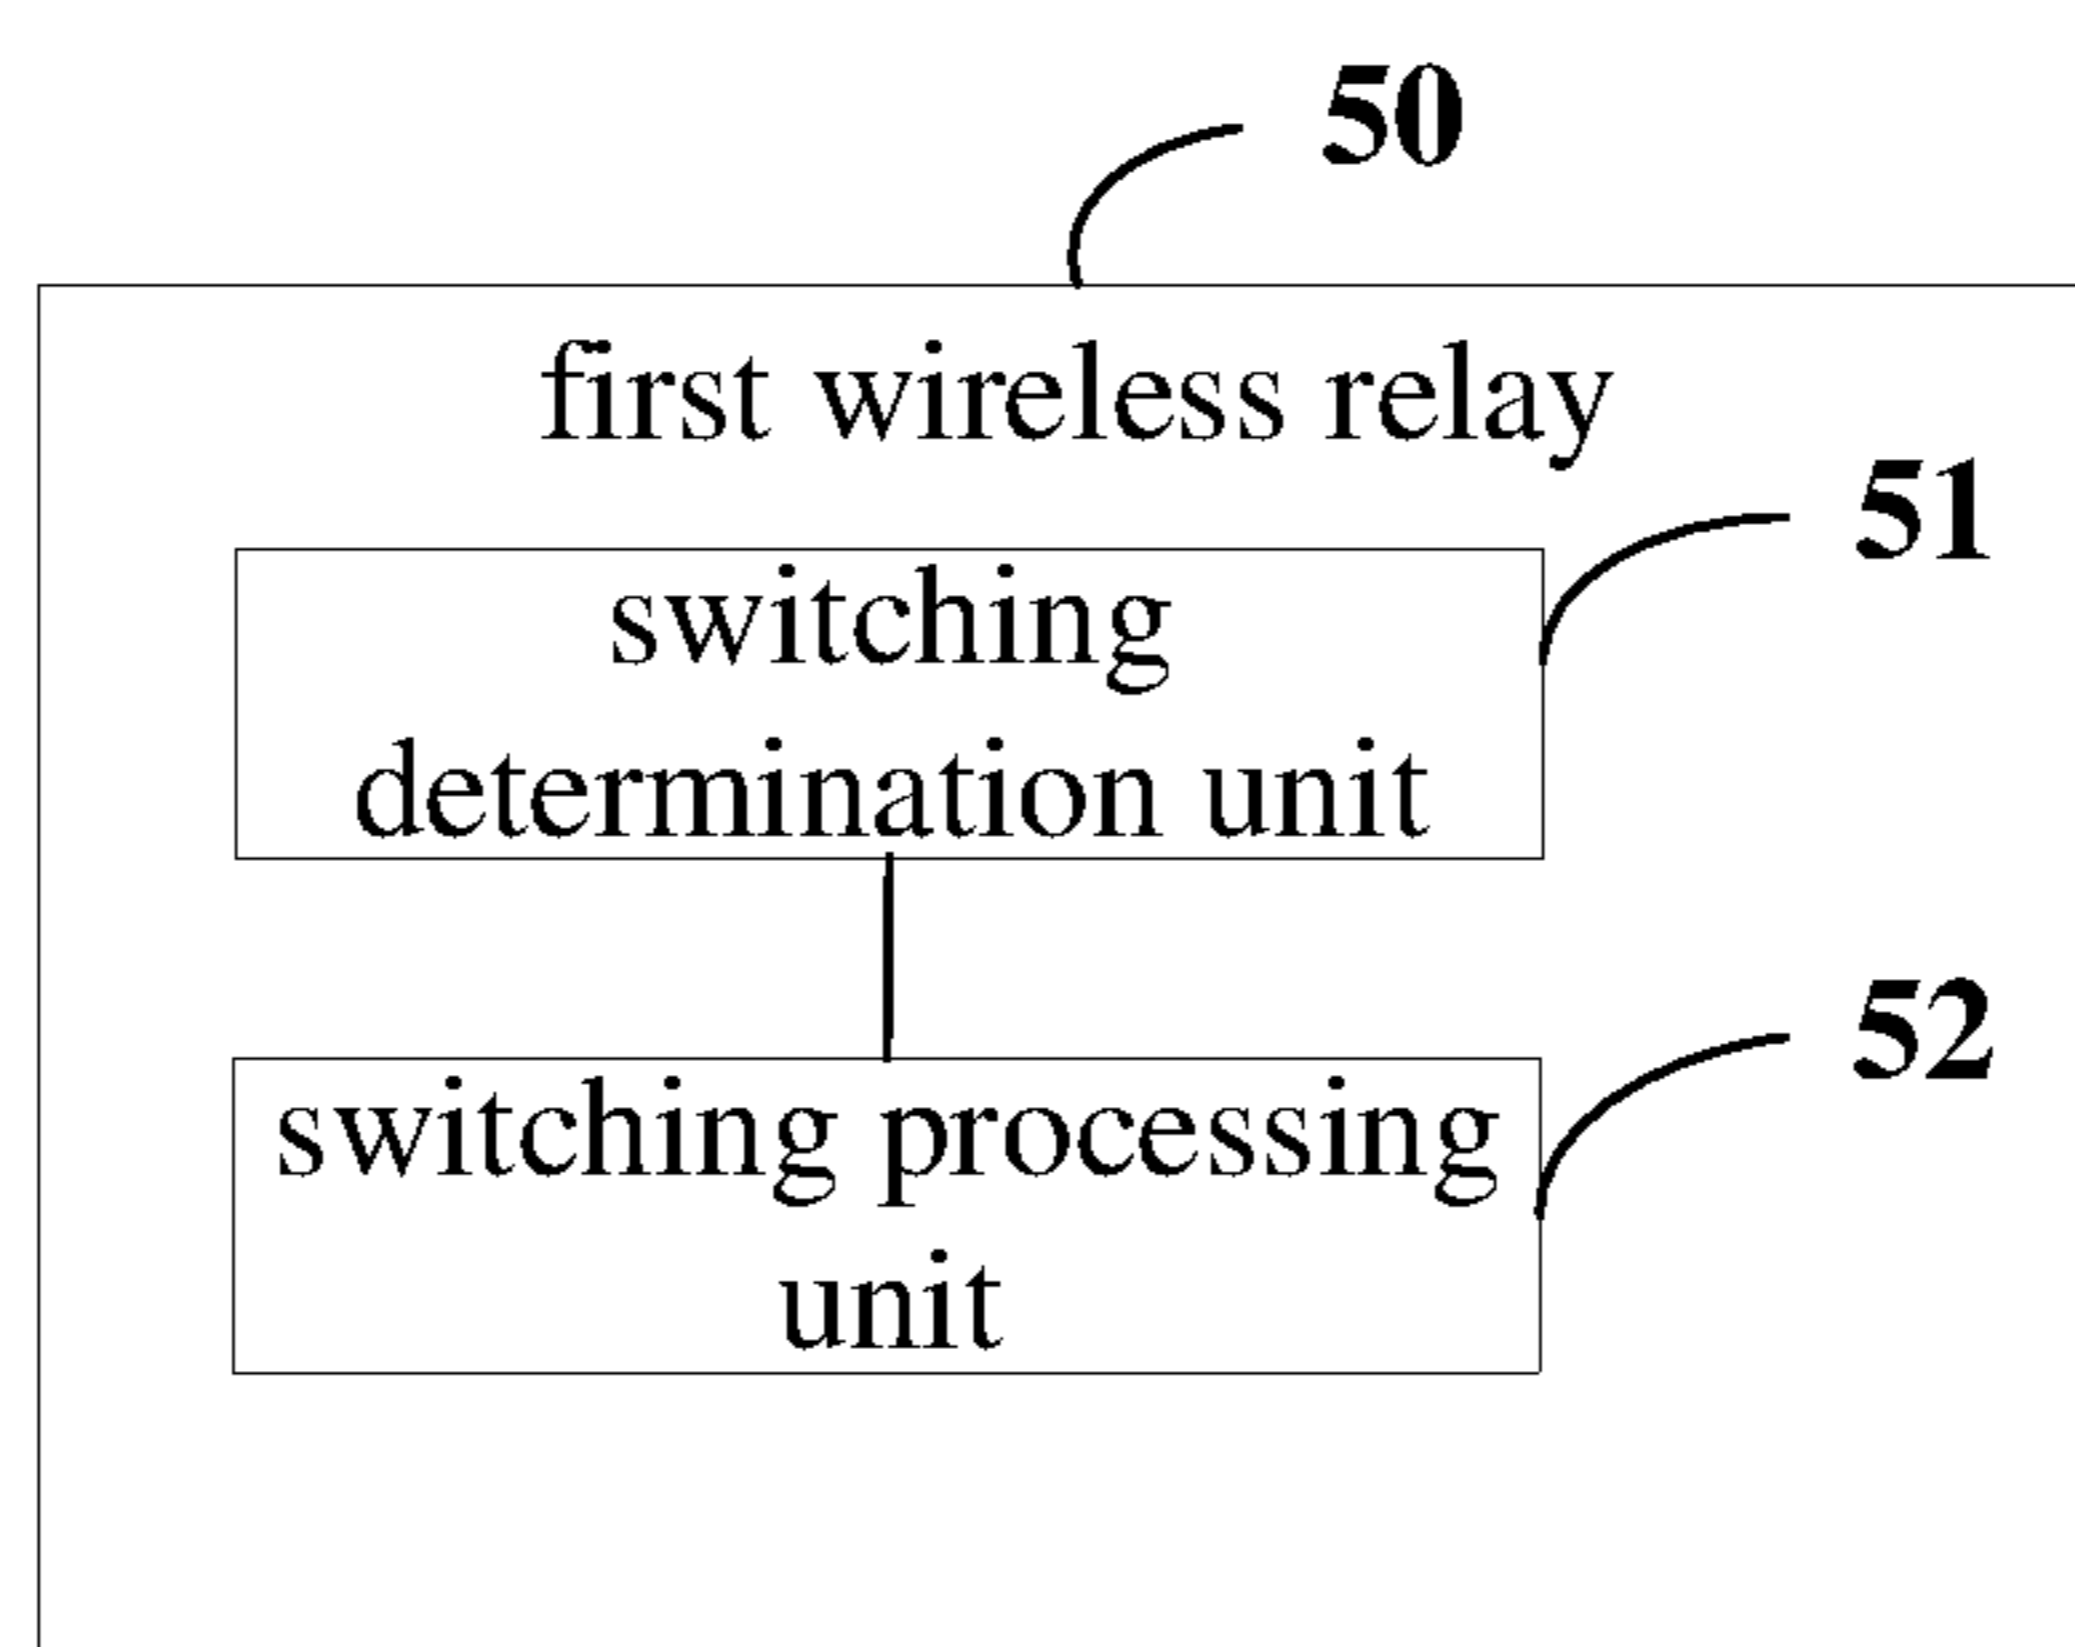 50
first wireless relay
51
switching
determination unit
52
switching processing
unit